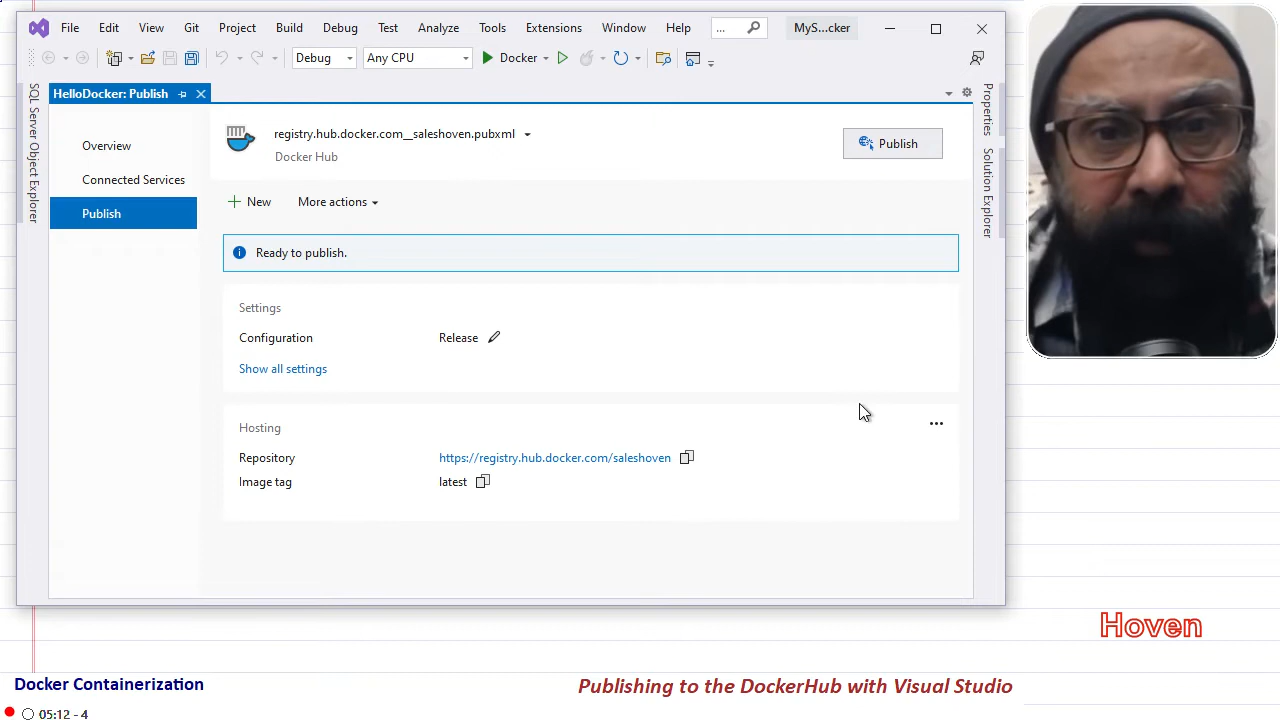 File Edit View Git Project Build Debug Test Analyze Tools Extensions Window Help ... MyS...cker
Debug Any CPU Docker
SQL Server Object Explorer
HelloDocker: Publish
Properties
Solution Explorer
Overview
Connected Services
Publish
registry.hub.docker.com__saleshoven.pubxml
Docker Hub
Publish
New More actions
Ready to publish.
Settings
Configuration Release
Show all settings
Hosting
Repository https://registry.hub.docker.com/saleshoven
Image tag latest
Hoven
Docker Containerization
Publishing to the DockerHub with Visual Studio
05:12 - 4